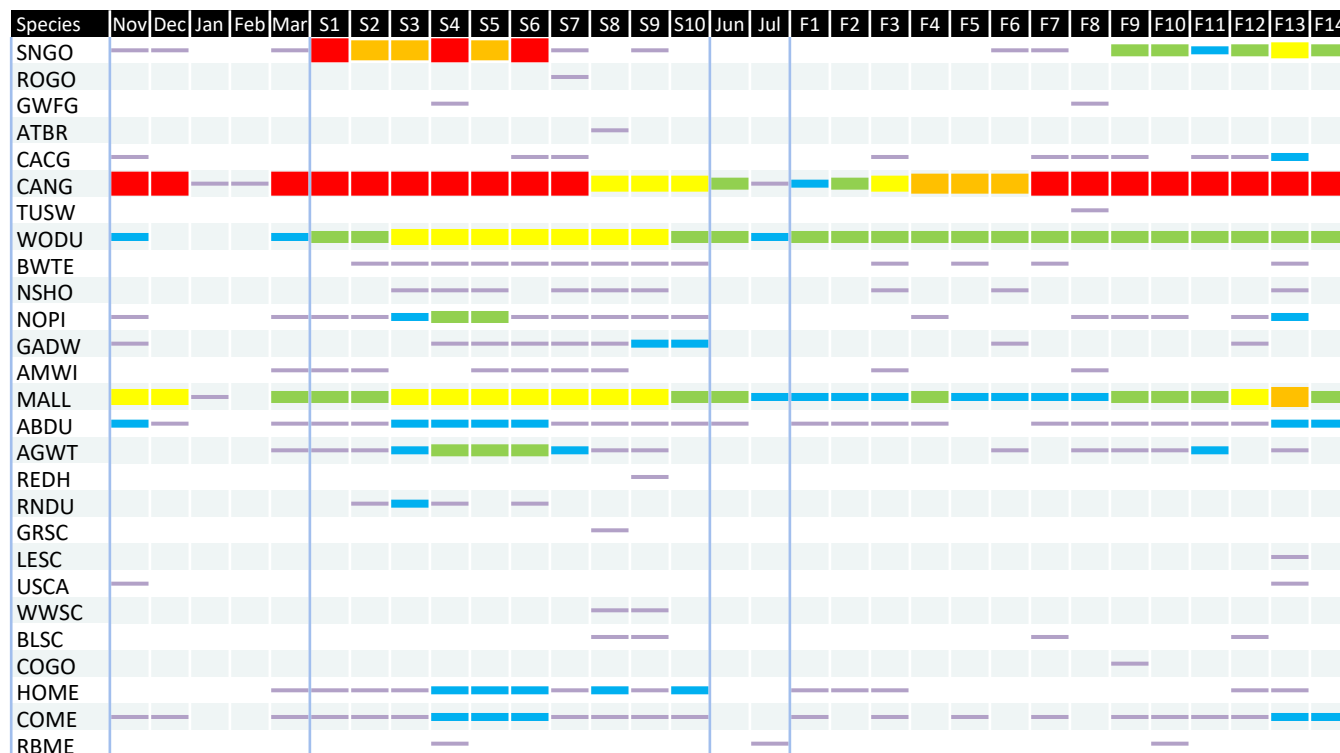 Species Nov Dec Jan Feb Mar S1 S2 S3 S4 S5 S6 S7 S8 S9 S10 Jun Jul F1 F2 F3 F4 F5 F6 F7 F8 F9 F10 F11 F12 F13 F14
SNGO
ROGO
GWFG
ATBR
CACG
CANG
TUSW
WODU
BWTE
NSHO
NOPI
GADW
AMWI
MALL
ABDU
AGWT
REDH
RNDU
GRSC
LESC
USCA
WWSC
BLSC
COGO
HOME
COME
RBME